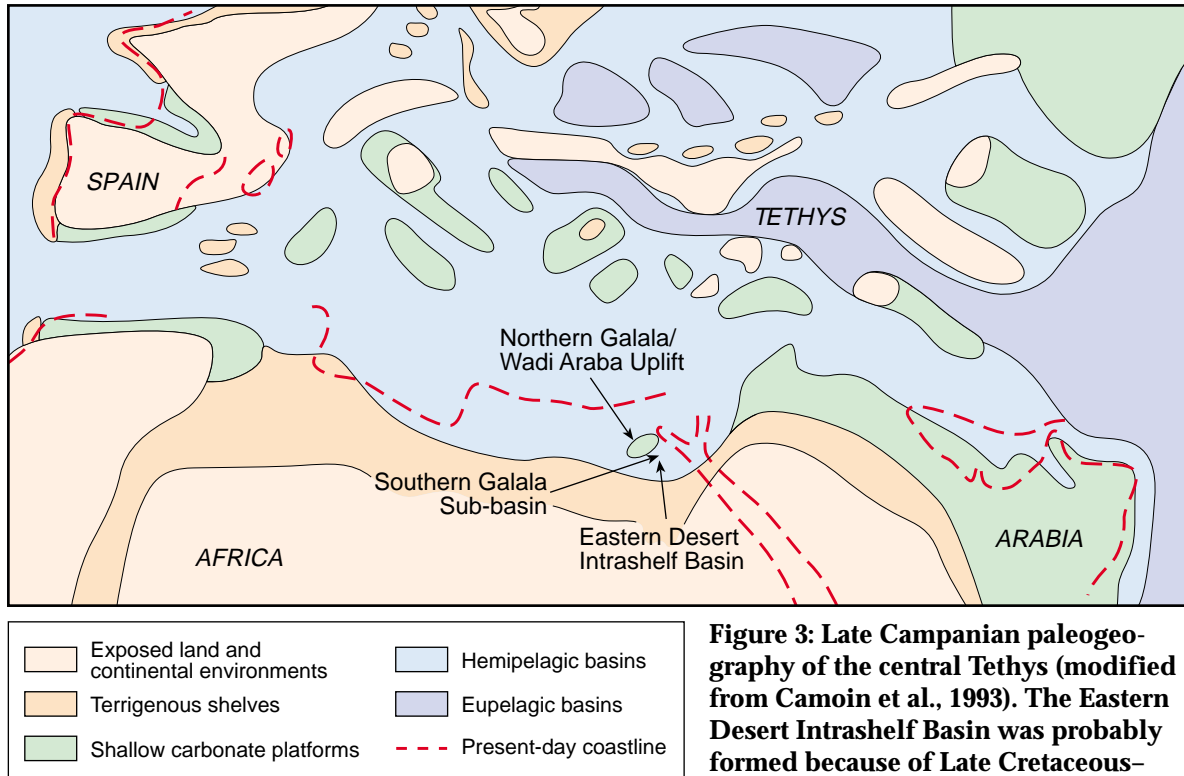 SPAIN
TETHYS
Northern Galala/
Wadi Araba Uplift
Southern Galala
Sub-basin
Eastern Desert
Intrashelf Basin
AFRICA
ARABIA
Exposed land and
continental environments
Terrigenous shelves
Shallow carbonate platforms
Hemipelagic basins
Eupelagic basins
Present-day coastline
Figure 3: Late Campanian paleogeo-
graphy of the central Tethys (modified
from Camoin et al., 1993). The Eastern
Desert Intrashelf Basin was probably
formed because of Late Cretaceous–